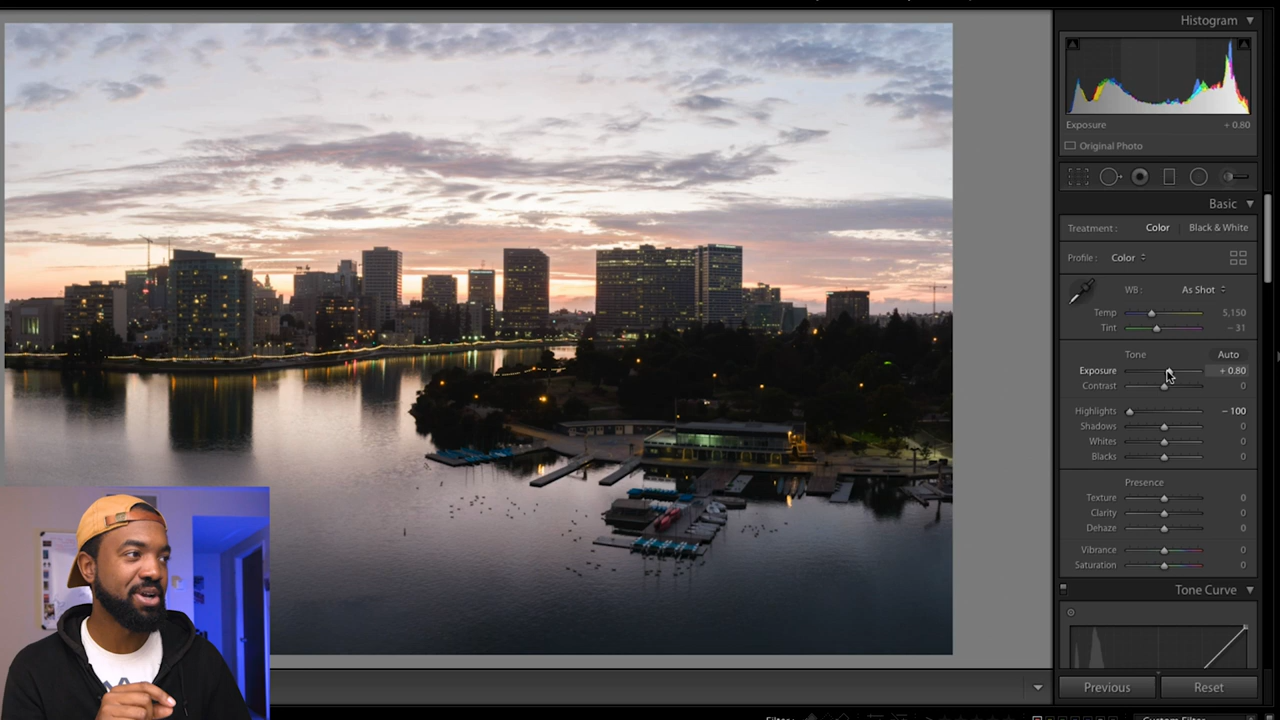 Histogram
Exposure + 0.80
Original Photo
Basic
Treatment : Color Black & White
Profile : Color
WB : As Shot
Temp 5,150
Tint – 31
Tone Auto
Exposure + 0.80
Contrast 0
Highlights – 100
Shadows 0
Whites 0
Blacks 0
Presence
Texture 0
Clarity 0
Dehaze 0
Vibrance 0
Saturation 0
Tone Curve
Previous Reset